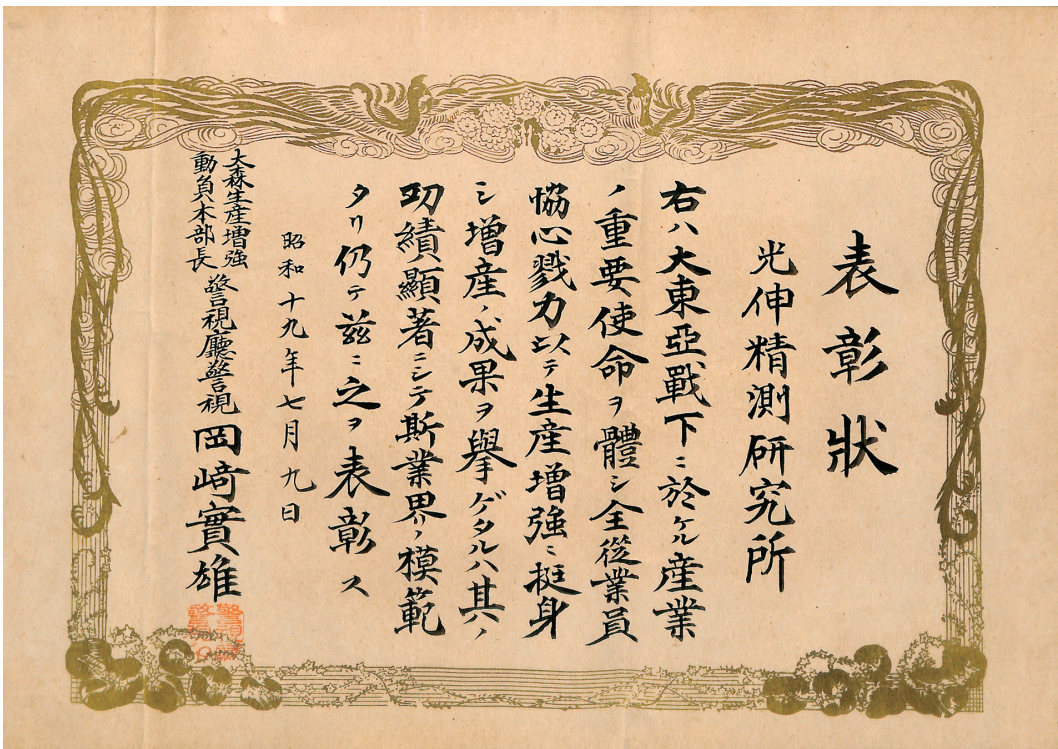 表彰狀
光伸精測研究所
右ハ大東亞戰下ニ於ケル産業
ノ重要使命ヲ體シ全從業員
協心戮力以テ生産増強ニ挺身
シ増産ノ成果ヲ擧ゲタルハ其ノ
功績顯著ニシテ斯業界ノ模範
タリ仍テ茲ニ之ヲ表彰ス
昭和十九年七月九日
大森生産増強
動員本部長
警視廳警視 岡﨑實雄